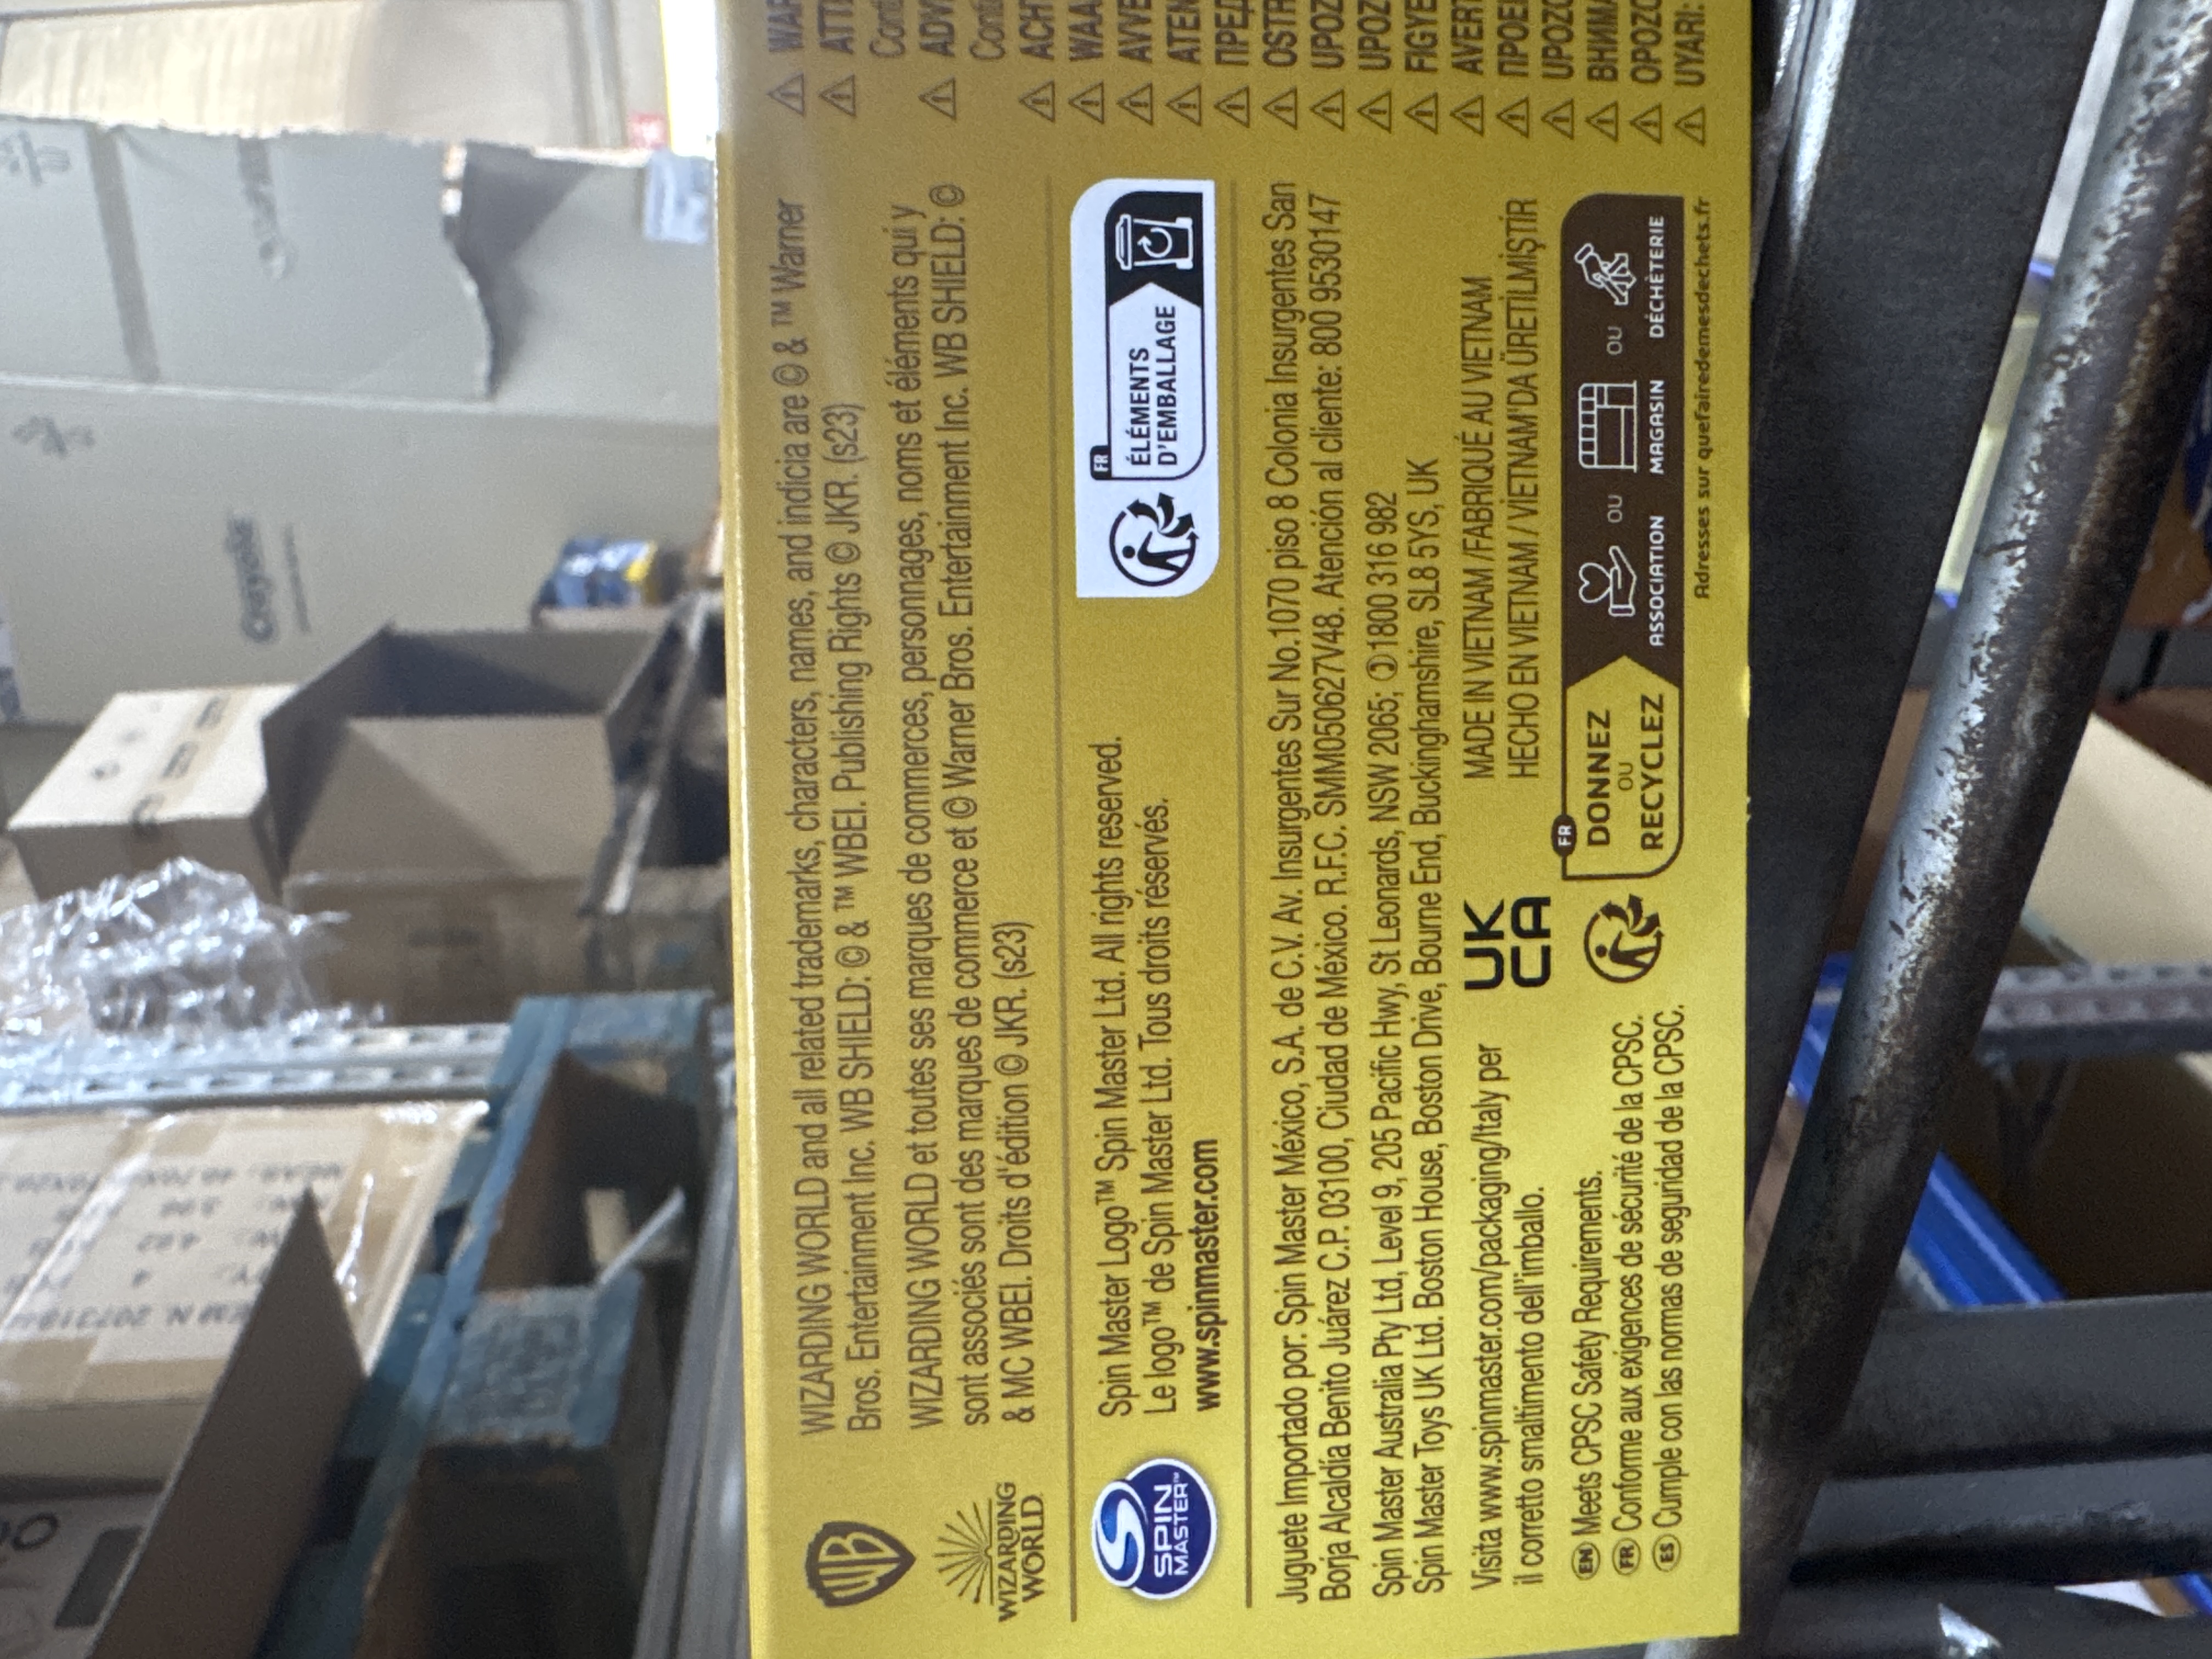 WIZARDING WORLD and all related trademarks, characters, names, and indicia are © & ™ Warner
Bros. Entertainment Inc. WB SHIELD: © & ™ WBEI. Publishing Rights © JKR. (s23)
WIZARDING WORLD et toutes ses marques de commerces, personnages, noms et éléments qui y
sont associés sont des marques de commerce et © Warner Bros. Entertainment Inc. WB SHIELD: ©
& MC WBEI. Droits d'édition © JKR. (s23)
WB
WIZARDING
WORLD
SPIN
MASTER™
Spin Master Logo™ Spin Master Ltd. All rights reserved.
Le logo™ de Spin Master Ltd. Tous droits réservés.
www.spinmaster.com
FR
ÉLÉMENTS
D'EMBALLAGE
Juguete Importado por: Spin Master México, S.A. de C.V. Av. Insurgentes Sur No.1070 piso 8 Colonia Insurgentes San
Borja Alcaldía Benito Juárez C.P. 03100, Ciudad de México. R.F.C. SMM050627V48. Atención al cliente: 800 9530147
Spin Master Australia Pty Ltd, Level 9, 205 Pacific Hwy, St Leonards, NSW 2065; 1800 316 982
Spin Master Toys UK Ltd. Boston House, Boston Drive, Bourne End, Buckinghamshire, SL8 5YS, UK
Visita www.spinmaster.com/packaging/Italy per
il corretto smaltimento dell'imballo.
UK
CA
MADE IN VIETNAM /FABRIQUÉ AU VIETNAM
HECHO EN VIETNAM / VIETNAM'DA ÜRETİLMİŞTİR
EN Meets CPSC Safety Requirements.
FR Conforme aux exigences de sécurité de la CPSC.
ES Cumple con las normas de seguridad de la CPSC.
FR
DONNEZ
OU
RECYCLEZ
ASSOCIATION OU MAGASIN OU DÉCHÈTERIE
Adresses sur quefairedemesdechets.fr
UYARI:
Crayola